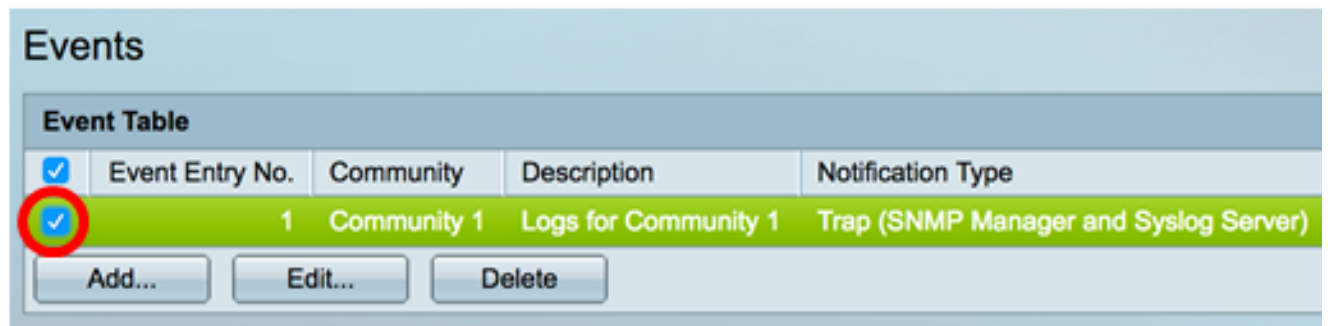 Events
Event Table
Event Entry No. Community Description Notification Type
1 Community 1 Logs for Community 1 Trap (SNMP Manager and Syslog Server)
Add... Edit... Delete